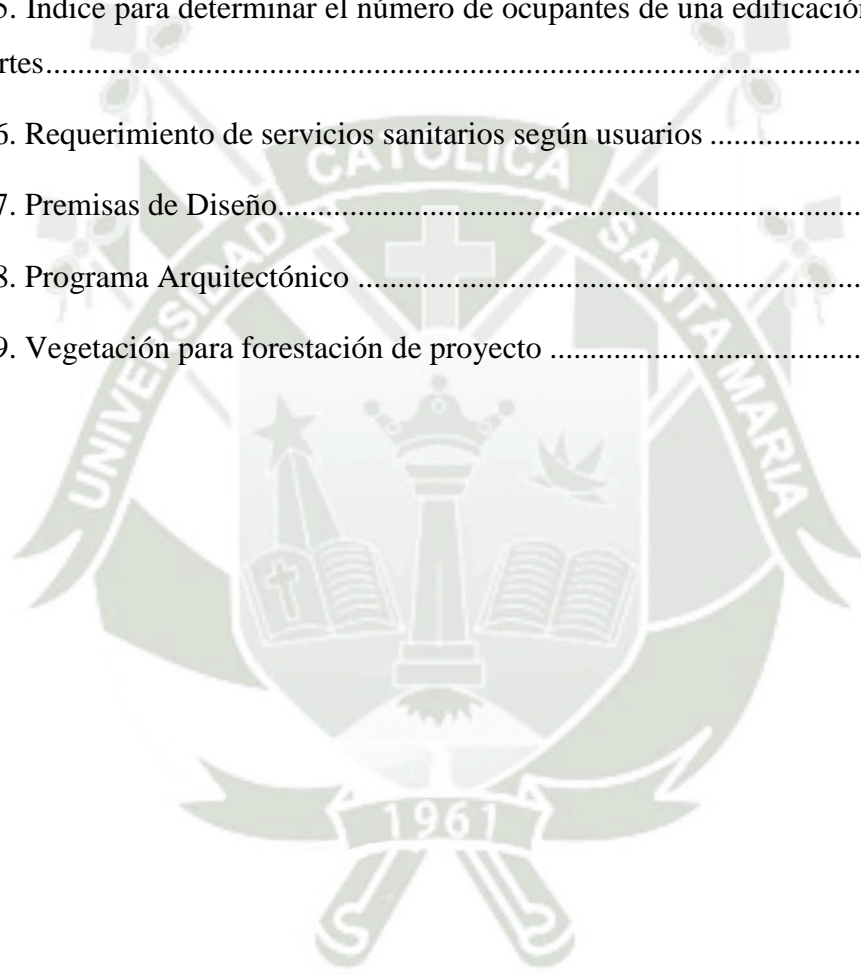 5. Índice para determinar el número de ocupantes de una edificación
rtes..........................................................................................
6. Requerimiento de servicios sanitarios según usuarios ..................
7. Premisas de Diseño.................................................................
8. Programa Arquitectónico .......................................................
9. Vegetación para forestación de proyecto ..................................
UNIVERSIDAD CATOLICA SANTA MARIA
1961